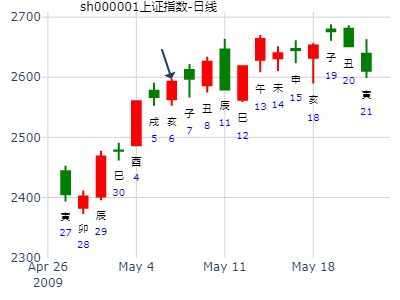 sh000001上证指数-日线
2700
2600
2500
2400
2300
寅
27
卯
28
辰
29
巳
30
酉
4
戌
5
亥
6
子
7
丑
8
辰
11
巳
12
午
13
未
14
申
15
亥
18
子
19
丑
20
寅
21
Apr 26
2009
May 4
May 11
May 18